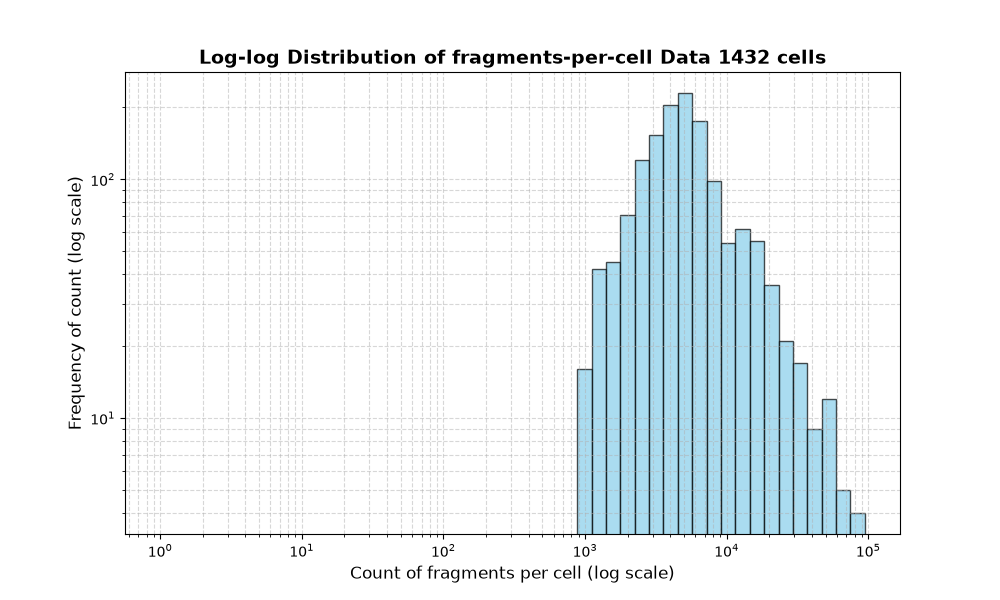 Log-log Distribution of fragments-per-cell Data 1432 cells
Frequency of count (log scale)
10²
10¹
10⁰ 10¹ 10² 10³ 10⁴ 10⁵
Count of fragments per cell (log scale)